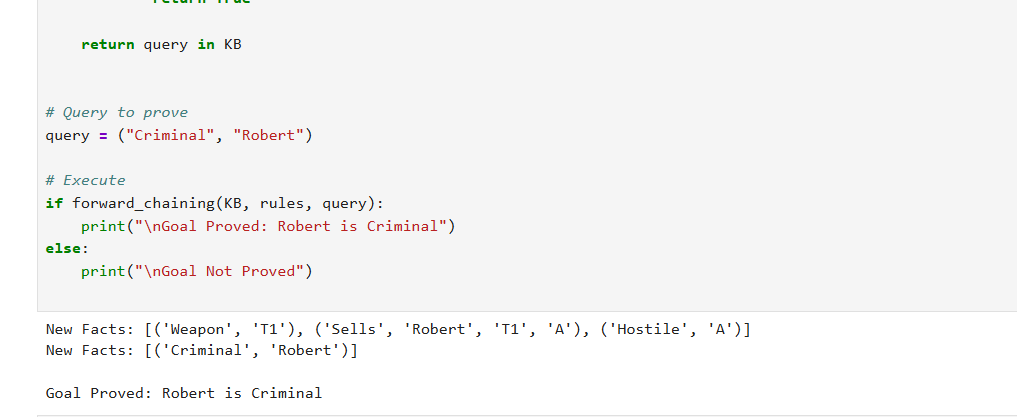 return True
return query in KB
# Query to prove
query = ("Criminal", "Robert")
# Execute
if forward_chaining(KB, rules, query):
print("\nGoal Proved: Robert is Criminal")
else:
print("\nGoal Not Proved")
New Facts: [('Weapon', 'T1'), ('Sells', 'Robert', 'T1', 'A'), ('Hostile', 'A')]
New Facts: [('Criminal', 'Robert')]
Goal Proved: Robert is Criminal